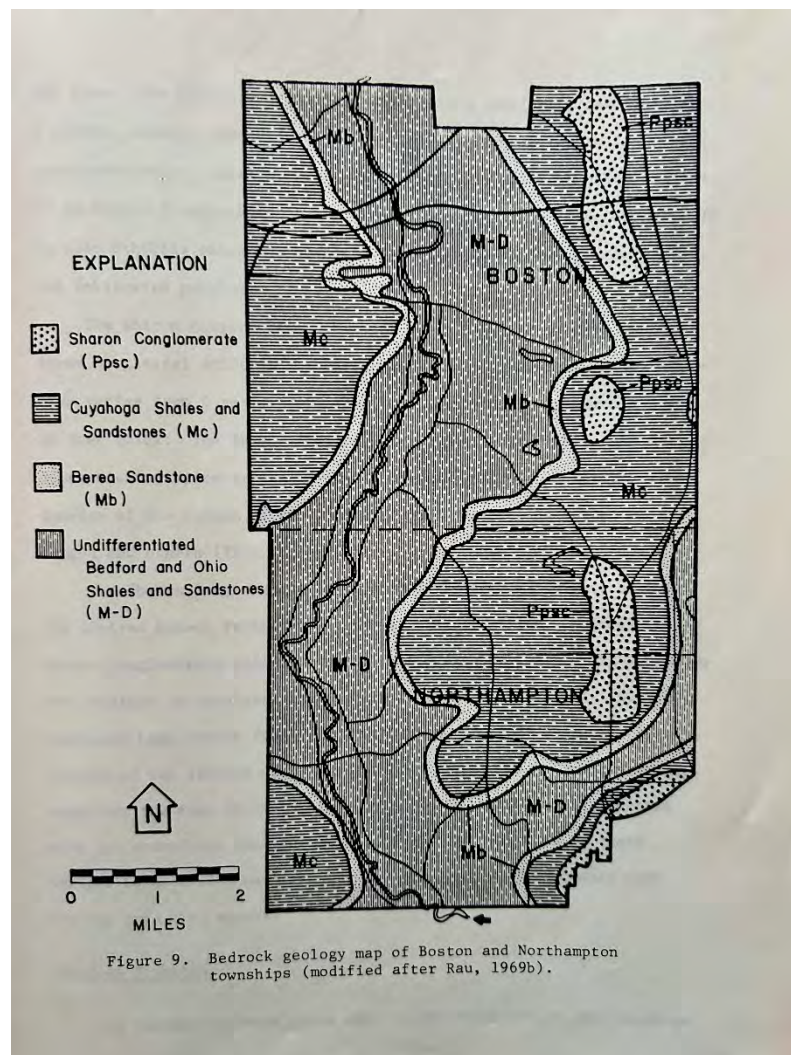 Mb
Ppsc
M-D
BOSTON
EXPLANATION
Mc
Sharon Conglomerate
(Ppsc)
Ppsc
Mb
Cuyahoga Shales and
Sandstones (Mc)
Mc
Berea Sandstone
(Mb)
Undifferentiated
Bedford and Ohio
Shales and Sandstones
(M-D)
Ppsc
M-D
NORTHAMPTON
N
M-D
Mb
Mc
0 1 2
MILES
Figure 9. Bedrock geology map of Boston and Northampton
townships (modified after Rau, 1969b).